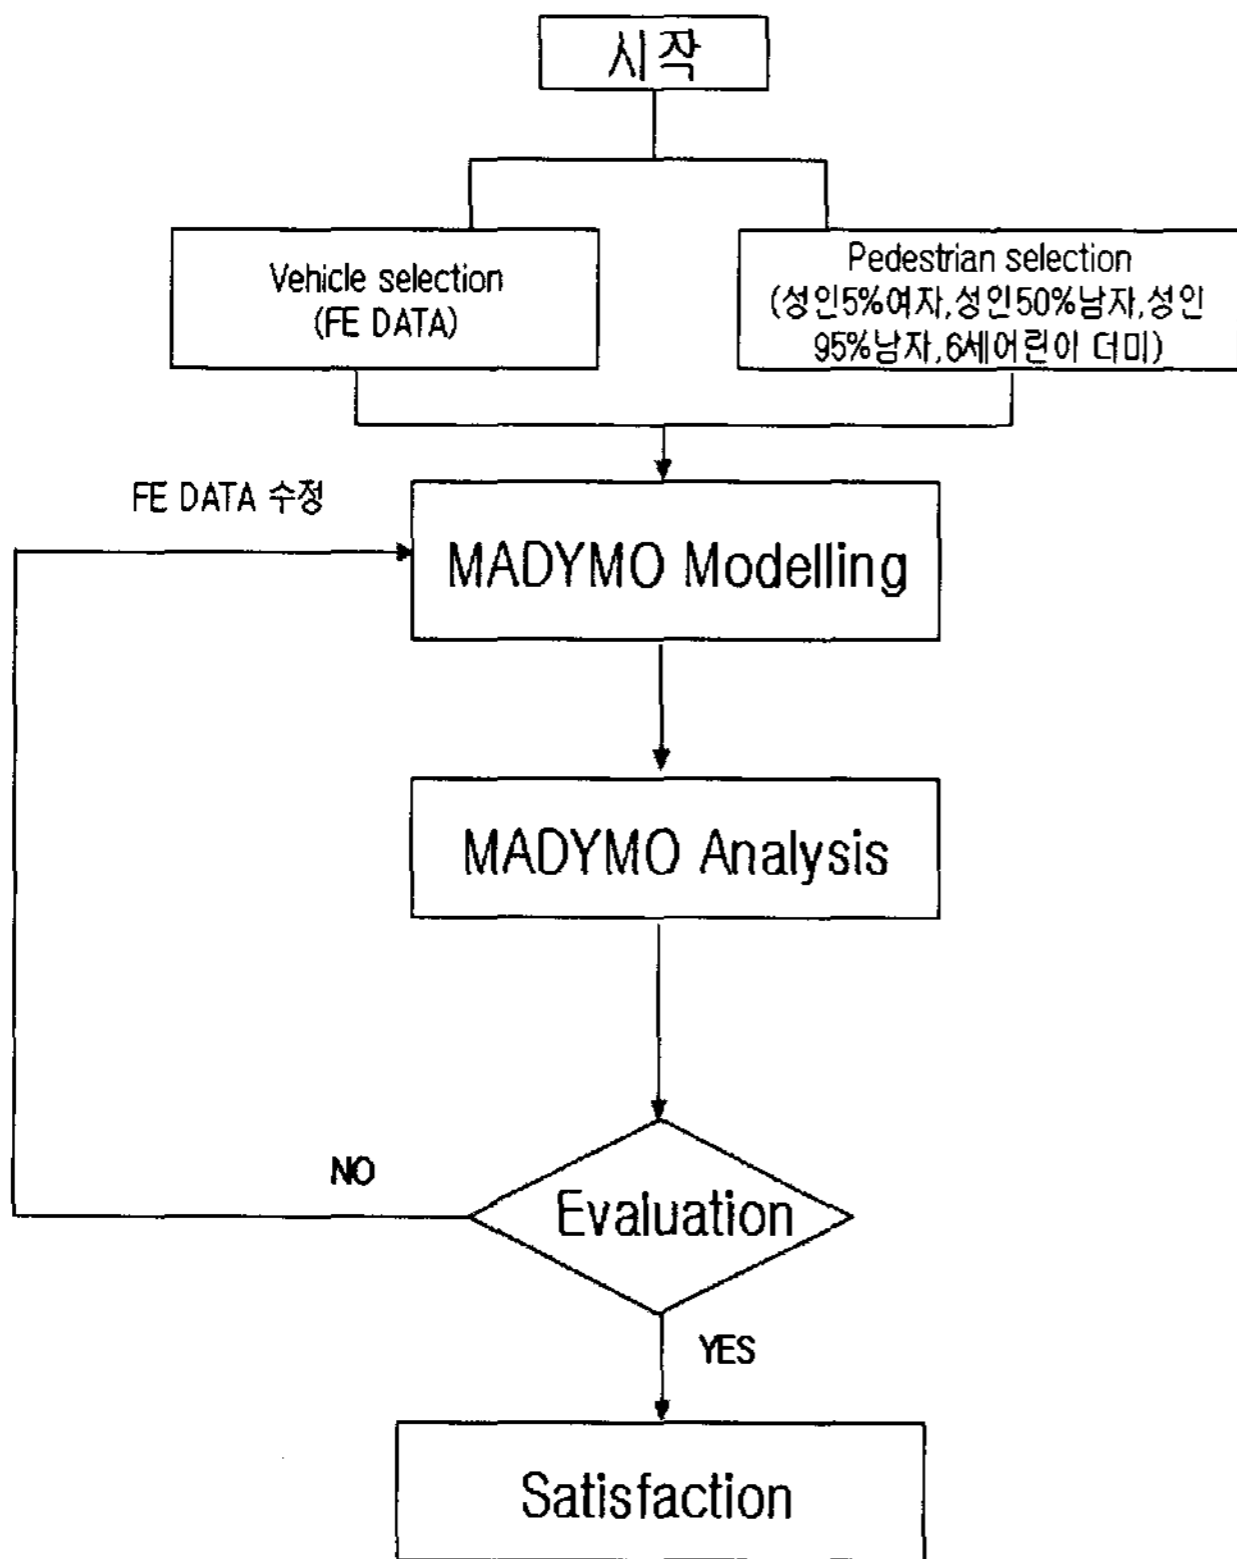 시작
Vehicle selection
(FE DATA)
Pedestrian selection
(성인5%여자,성인50%남자,성인
95%남자,6세어린이 더미)
FE DATA 수정
MADYMO Modelling
MADYMO Analysis
NO
Evaluation
YES
Satisfaction